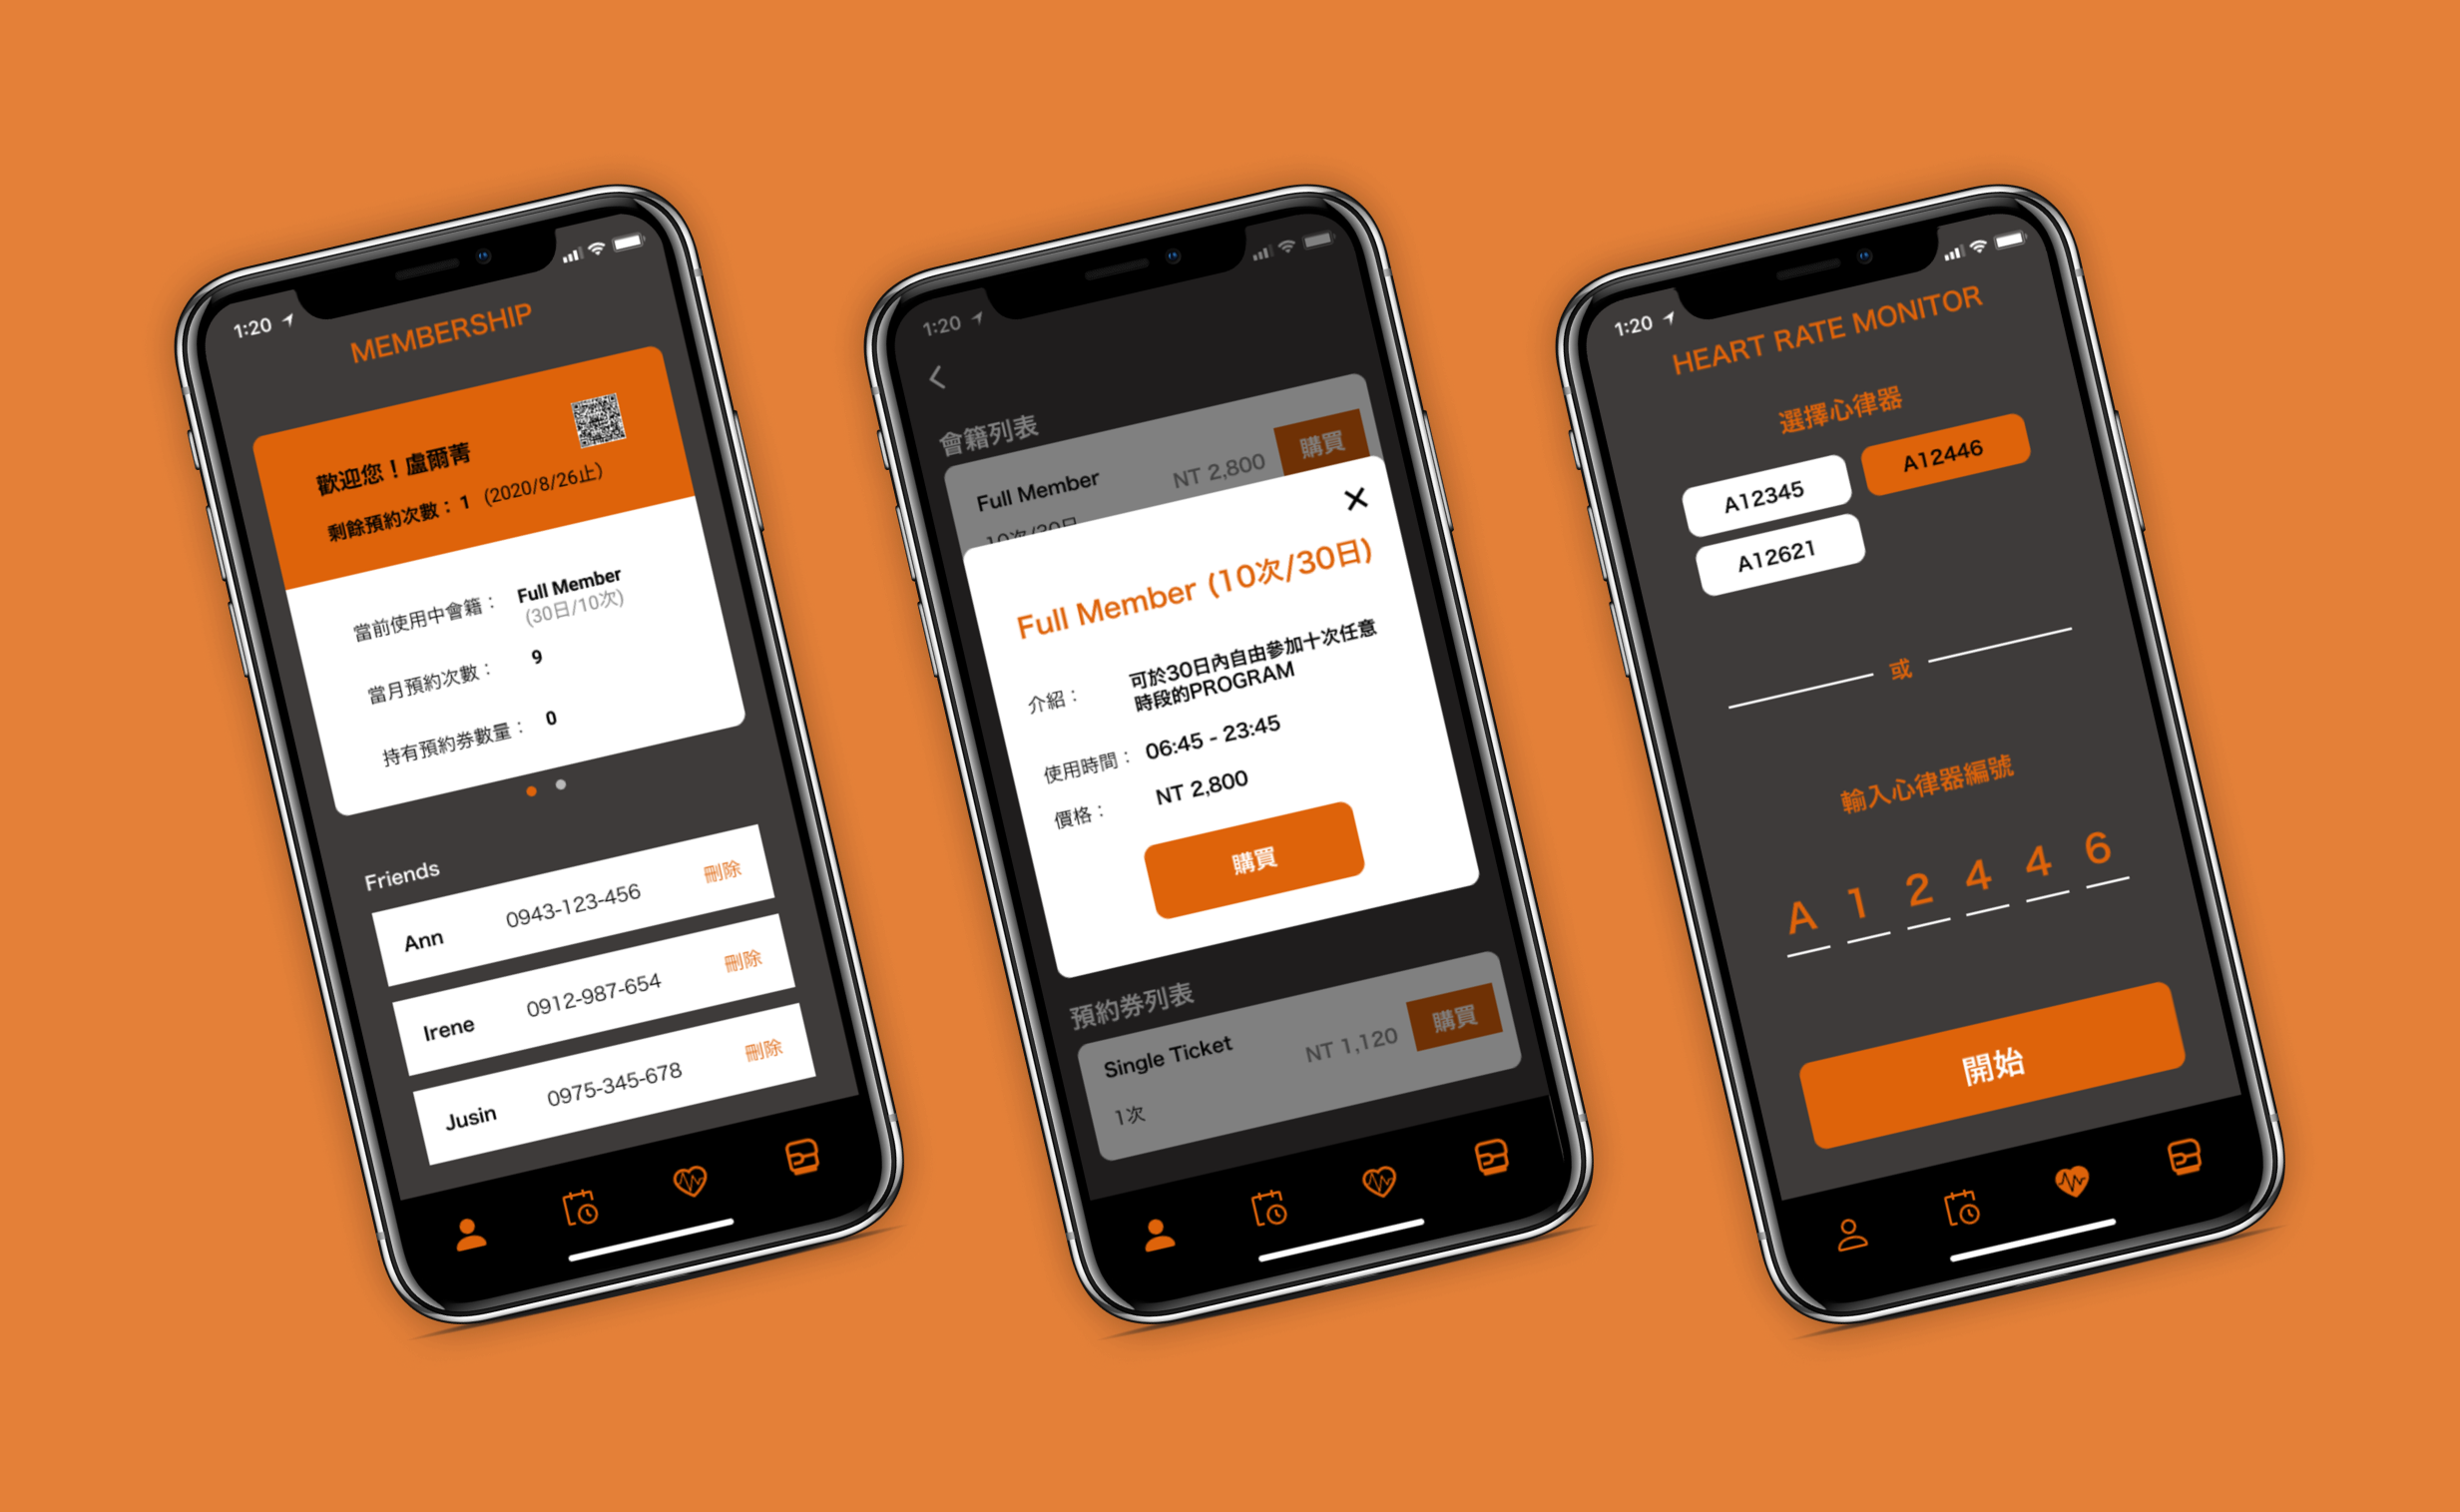 1:20
MEMBERSHIP
歡迎您！盧爾菁
剩餘預約次數：1 (2020/8/26止)
當前使用中會籍： Full Member
(30日/10次)
當月預約次數： 9
持有預約券數量： 0
Friends
Ann 0943-123-456 刪除
Irene 0912-987-654 刪除
Jusin 0975-345-678 刪除
1:20
會籍列表
Full Member NT 2,800 購買
10次/30日
Full Member (10次/30日)
介紹： 可於30日內自由參加十次任意
時段的PROGRAM
使用時間： 06:45 - 23:45
價格： NT 2,800
購買
預約券列表
Single Ticket NT 1,120 購買
1次
1:20
HEART RATE MONITOR
選擇心律器
A12345 A12446
A12621
或
輸入心律器編號
A 1 2 4 4 6
開始